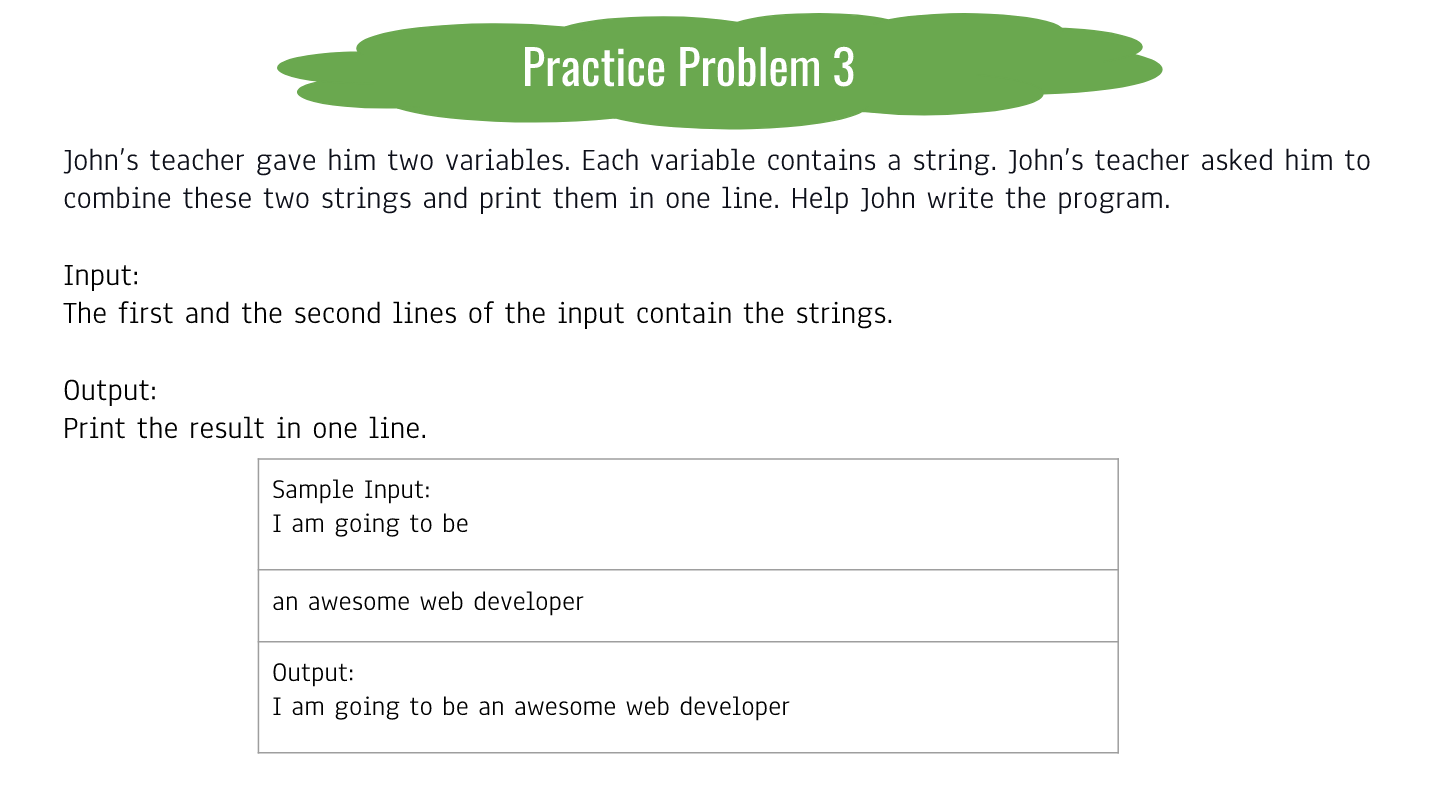 Practice Problem 3
John's teacher gave him two variables. Each variable contains a string. John's teacher asked him to
combine these two strings and print them in one line. Help John write the program.
Input:
The first and the second lines of the input contain the strings.
Output:
Print the result in one line.
Sample Input:
I am going to be
an awesome web developer
Output:
I am going to be an awesome web developer